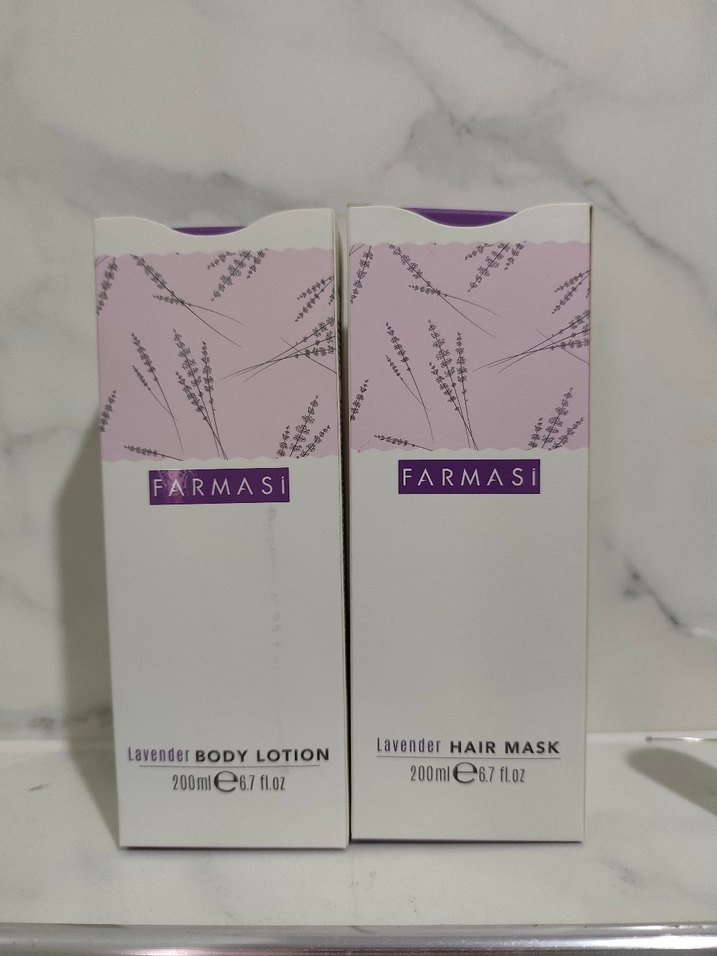 FARMASi
Lavender BODY LOTION
200ml e 6.7 fl.oz
FARMASi
Lavender HAIR MASK
200ml e 6.7 fl.oz